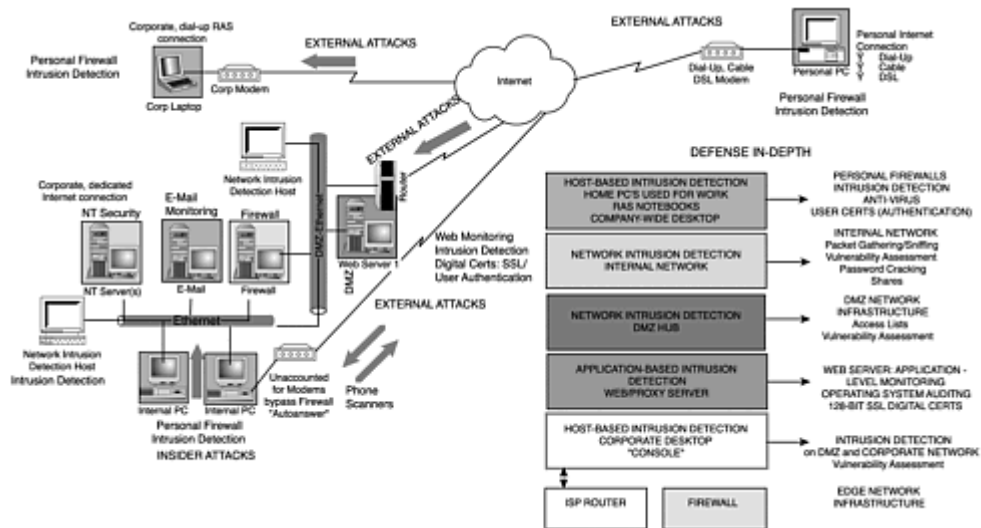 Corporate, dial-up RAS
connection
Personal Firewall
Intrusion Detection
Corp Laptop
Corp Modem
EXTERNAL ATTACKS
Internet
EXTERNAL ATTACKS
Dial-Up, Cable
DSL Modem
Personal PC
Personal Internet
Connection
Dial-Up
Cable
DSL
Personal Firewall
Intrusion Detection
EXTERNAL ATTACKS
Router
Network Intrusion
Detection Host
DMZ-Ethernet
Corporate, dedicated
Internet connection
NT Security
NT Server(s)
E-Mail
Monitoring
E-Mail
Firewall
Firewall
Web Server 1
DMZ
Web Monitoring
Intrusion Detection
Digital Certs: SSL/
User Authentication
EXTERNAL ATTACKS
Ethernet
Network Intrusion
Detection Host
Intrusion Detection
Internal PC
Internal PC
Personal Firewall
Intrusion Detection
INSIDER ATTACKS
Unaccounted
for Modems
bypass Firewall
"Autoanswer"
Phone
Scanners
DEFENSE IN-DEPTH
HOST-BASED INTRUSION DETECTION
HOME PC'S USED FOR WORK
RAS NOTEBOOKS
COMPANY-WIDE DESKTOP
PERSONAL FIREWALLS
INTRUSION DETECTION
ANTI-VIRUS
USER CERTS (AUTHENTICATION)
NETWORK INTRUSION DETECTION
INTERNAL NETWORK
INTERNAL NETWORK
Packet Gathering/Sniffing
Vulnerability Assessment
Password Cracking
Shares
NETWORK INTRUSION DETECTION
DMZ HUB
DMZ NETWORK
INFRASTRUCTURE
Access Lists
Vulnerability Assessment
APPLICATION-BASED INTRUSION
DETECTION
WEB/PROXY SERVER
WEB SERVER: APPLICATION -
LEVEL MONITORING
OPERATING SYSTEM AUDITING
128-BIT SSL DIGITAL CERTS
HOST-BASED INTRUSION DETECTION
CORPORATE DESKTOP
"CONSOLE"
INTRUSION DETECTION
on DMZ and CORPORATE NETWORK
Vulnerability Assessment
ISP ROUTER
FIREWALL
EDGE NETWORK
INFRASTRUCTURE